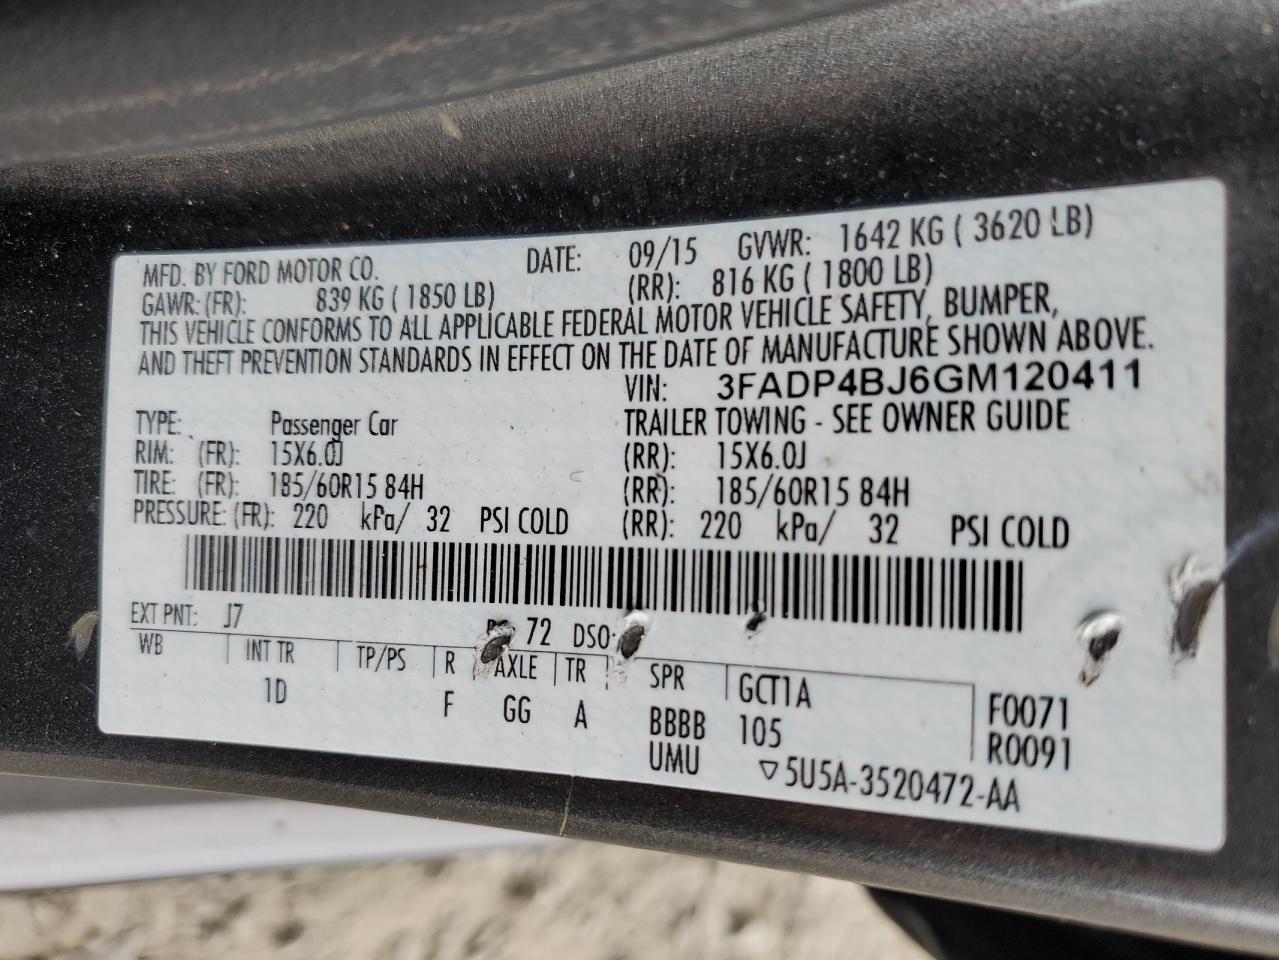 MFD. BY FORD MOTOR CO. DATE: 09/15 GVWR: 1642 KG ( 3620 LB)
GAWR: (FR): 839 KG ( 1850 LB) (RR): 816 KG ( 1800 LB)
THIS VEHICLE CONFORMS TO ALL APPLICABLE FEDERAL MOTOR VEHICLE SAFETY, BUMPER,
AND THEFT PREVENTION STANDARDS IN EFFECT ON THE DATE OF MANUFACTURE SHOWN ABOVE.
VIN: 3FADP4BJ6GM120411
TYPE: Passenger Car TRAILER TOWING - SEE OWNER GUIDE
RIM: (FR): 15X6.0J (RR): 15X6.0J
TIRE: (FR): 185/60R15 84H (RR): 185/60R15 84H
PRESSURE: (FR): 220 kPa/ 32 PSI COLD (RR): 220 kPa/ 32 PSI COLD
EXT PNT: J7 72 DSO:
WB INT TR TP/PS R AXLE TR SPR GCT1A F0071
1D F GG A BBBB 105 R0091
UMU ▽5U5A-3520472-AA